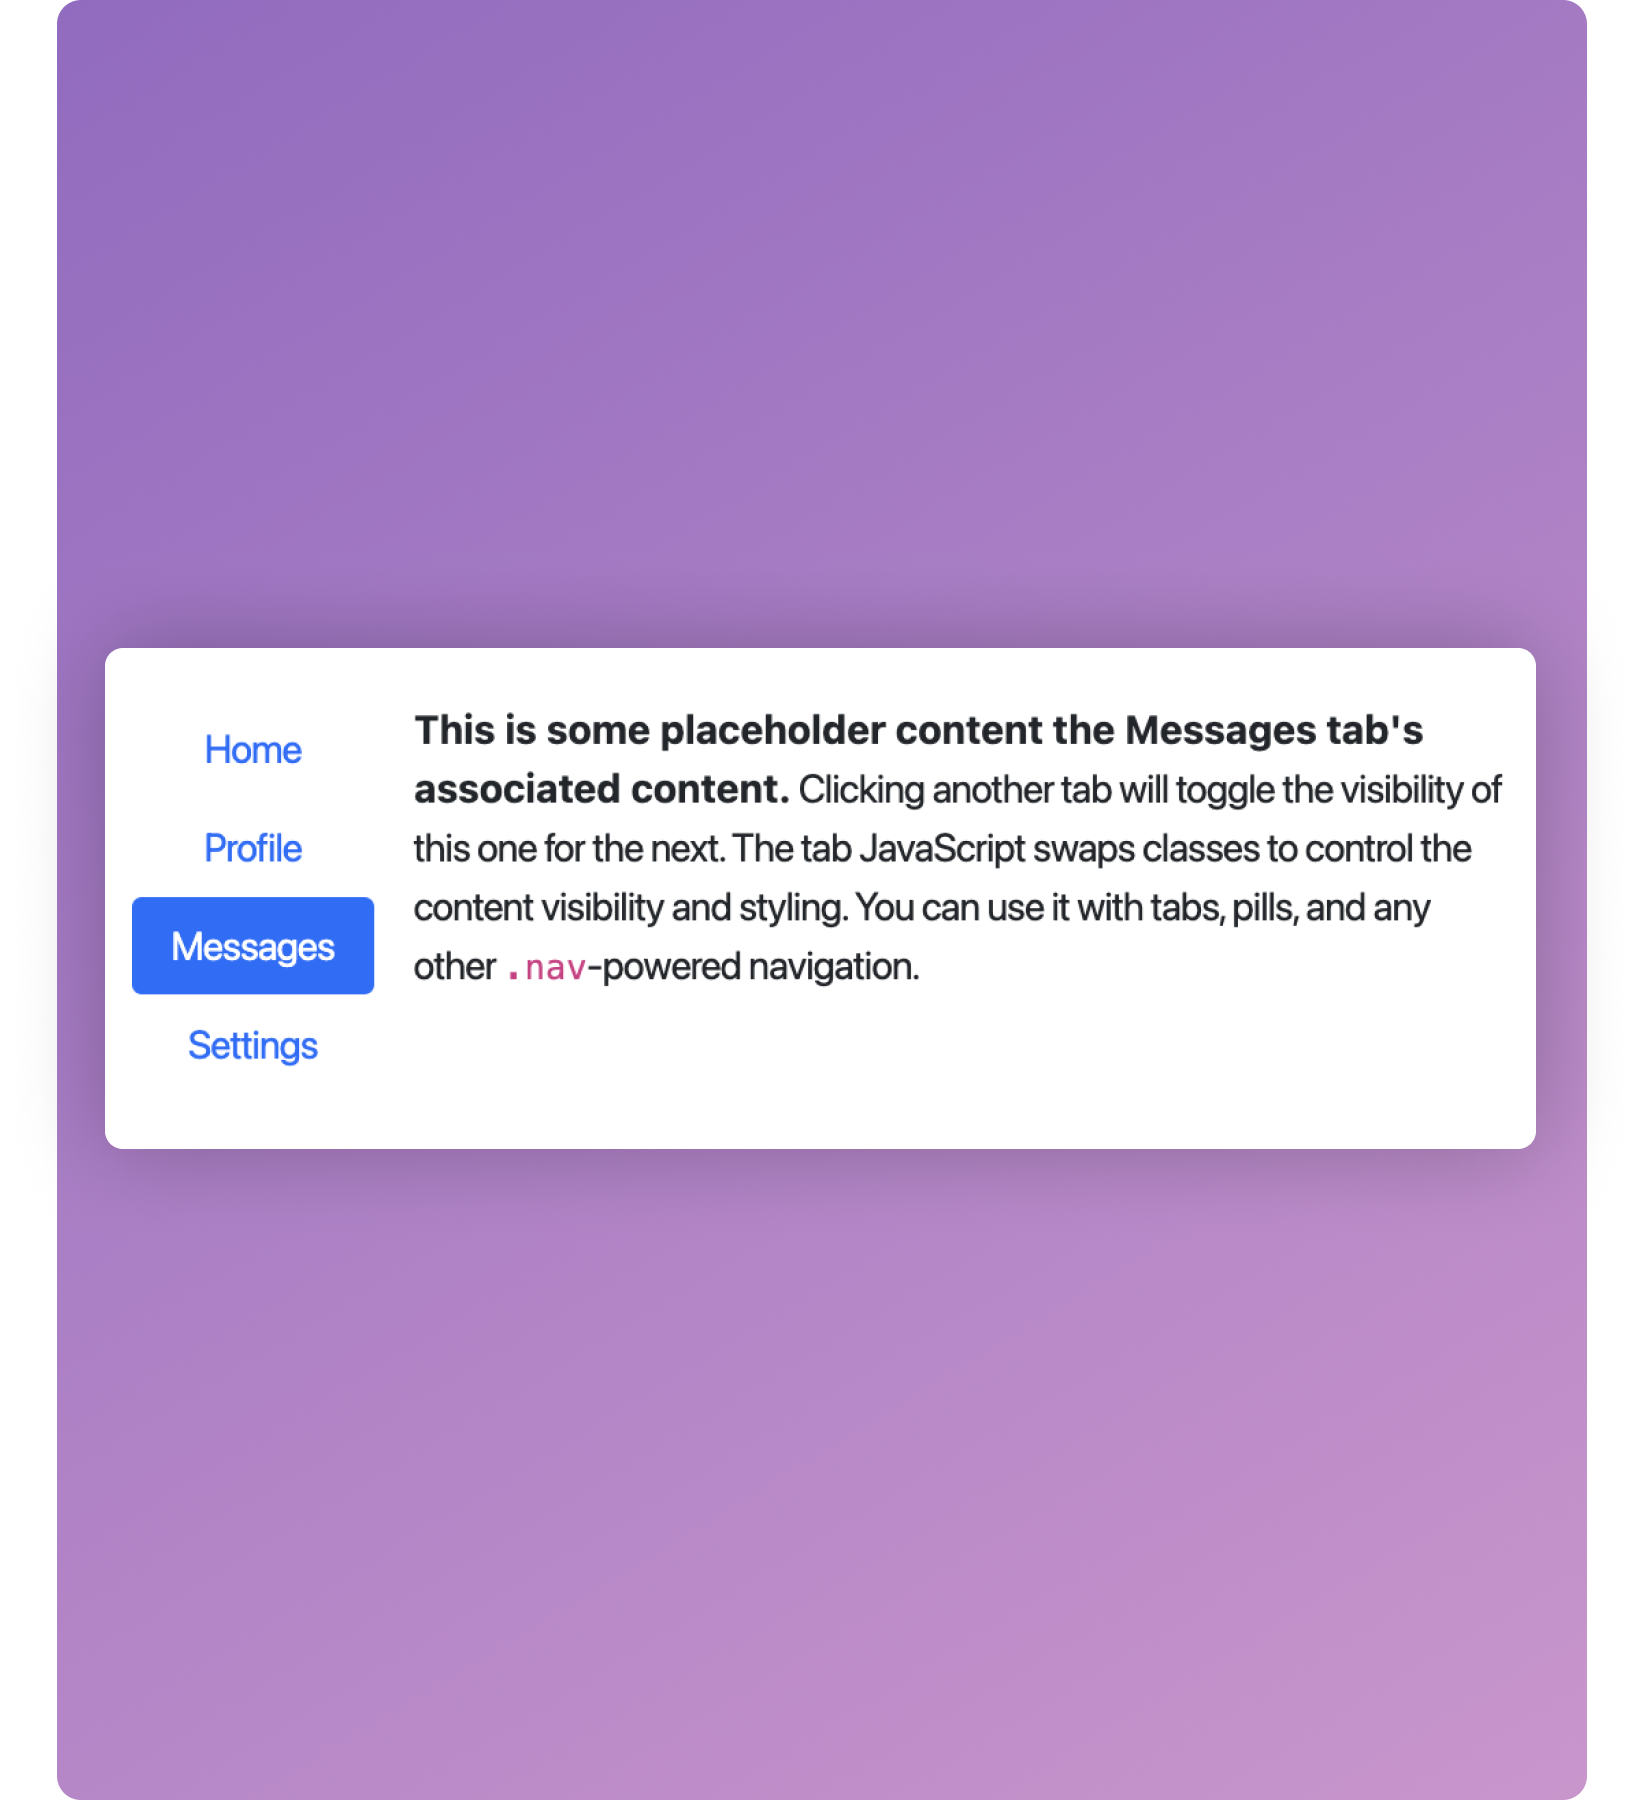 Home
Profile
Messages
Settings
This is some placeholder content the Messages tab's
associated content. Clicking another tab will toggle the visibility of
this one for the next. The tab JavaScript swaps classes to control the
content visibility and styling. You can use it with tabs, pills, and any
other .nav-powered navigation.